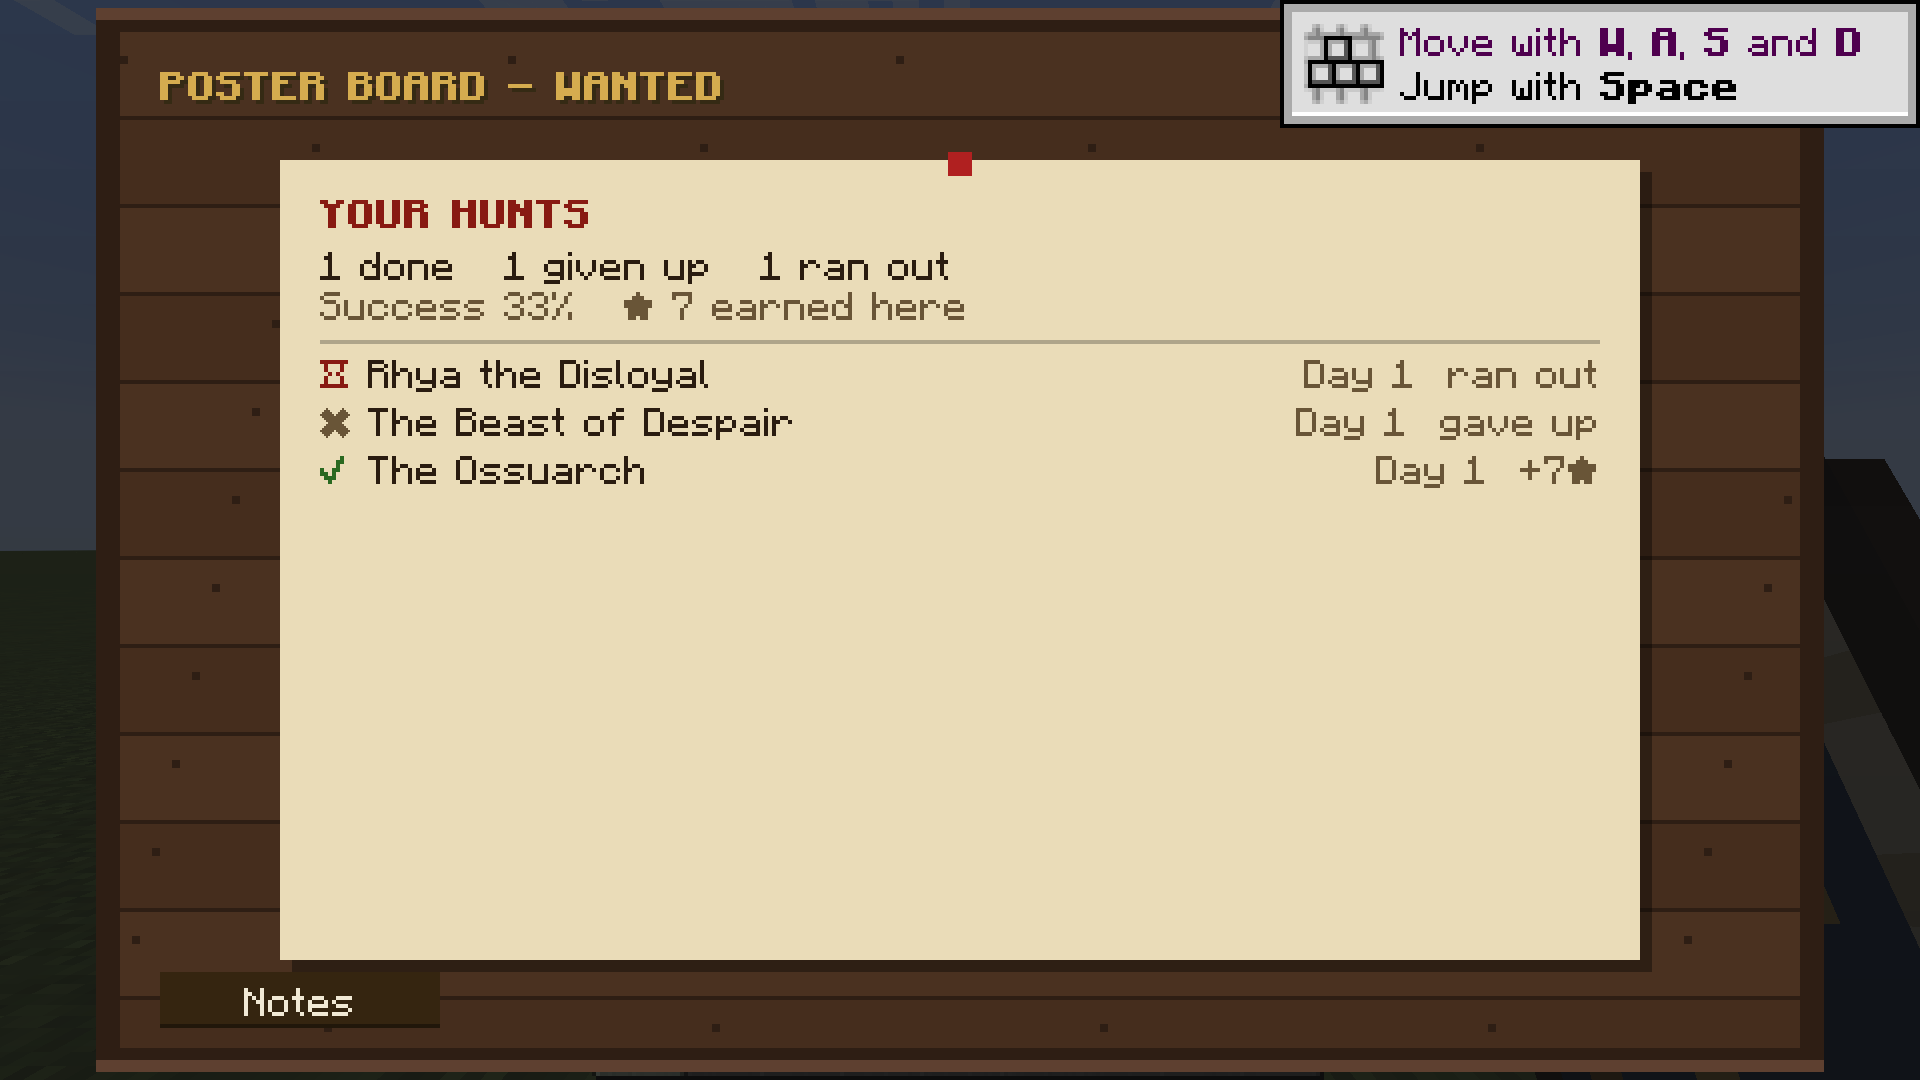 POSTER BOARD — WANTED
Move with W, A, S and D
Jump with Space
YOUR HUNTS
1 done 1 given up 1 ran out
Success 33% 7 earned here
Rhya the Disloyal Day 1 ran out
The Beast of Despair Day 1 gave up
The Ossuarch Day 1 +7
Notes